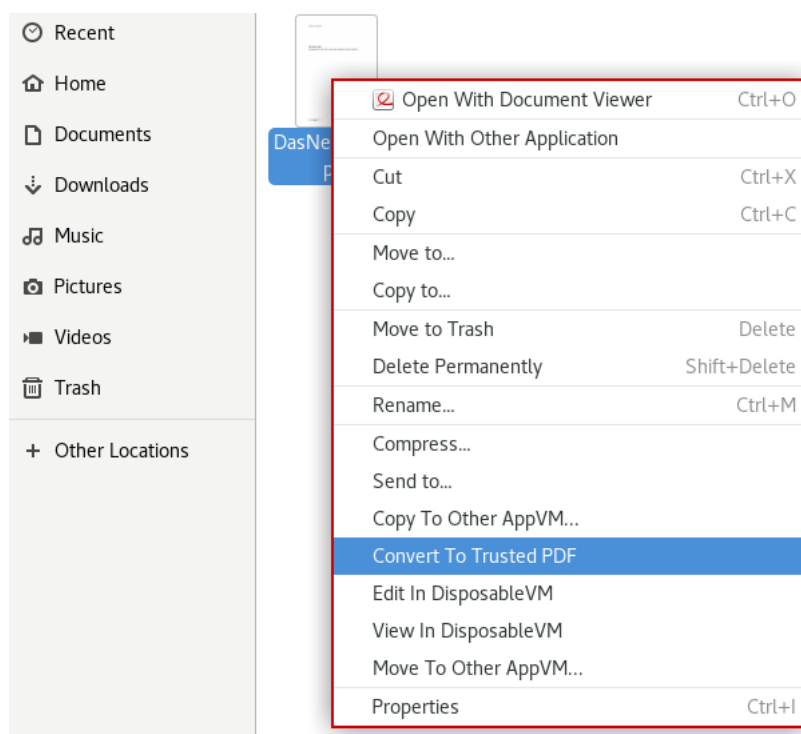 Recent
Home
Documents
Downloads
Music
Pictures
Videos
Trash
+ Other Locations
DasNe
Open With Document Viewer Ctrl+O
Open With Other Application
Cut Ctrl+X
Copy Ctrl+C
Move to...
Copy to...
Move to Trash Delete
Delete Permanently Shift+Delete
Rename... Ctrl+M
Compress...
Send to...
Copy To Other AppVM...
Convert To Trusted PDF
Edit In DisposableVM
View In DisposableVM
Move To Other AppVM...
Properties Ctrl+I